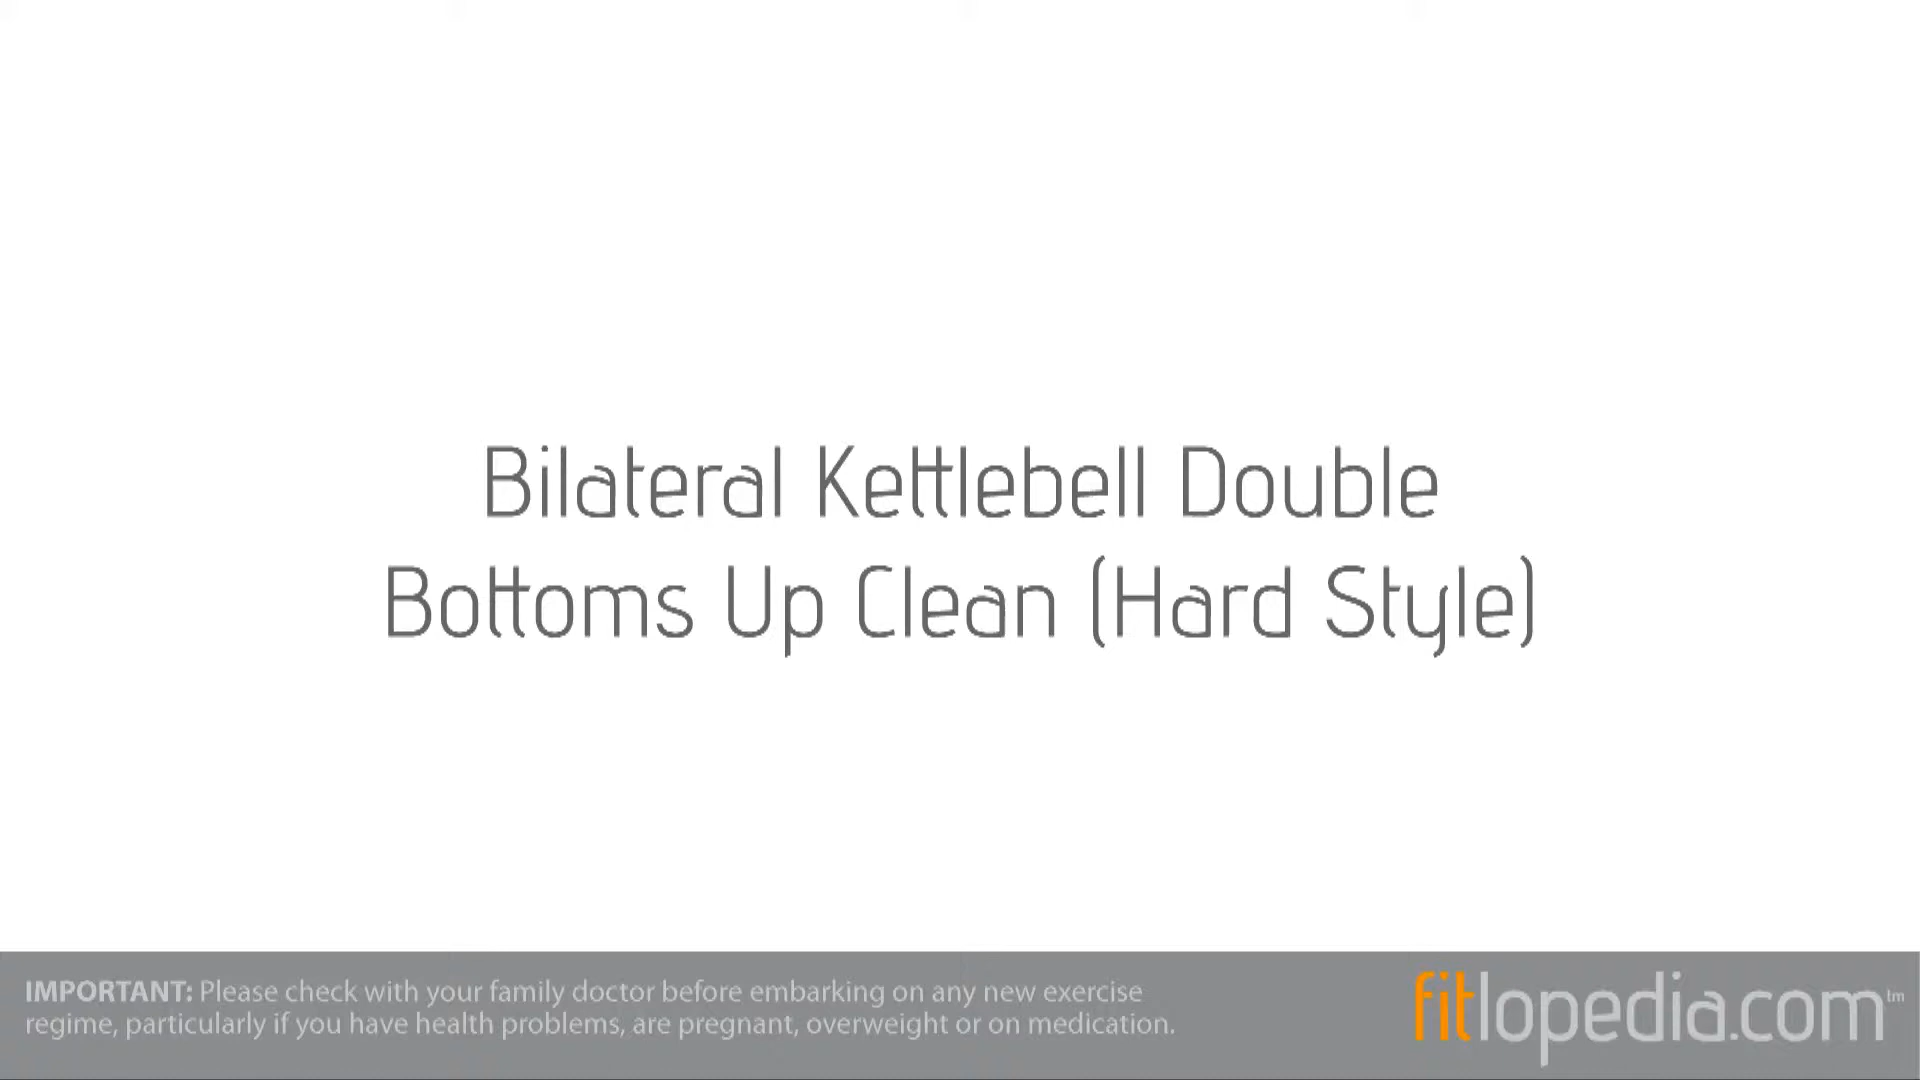 Bilateral Kettlebell Double
Bottoms Up Clean (Hard Style)
IMPORTANT: Please check with your family doctor before embarking on any new exercise
regime, particularly if you have health problems, are pregnant, overweight or on medication.
fitlopedia.com™